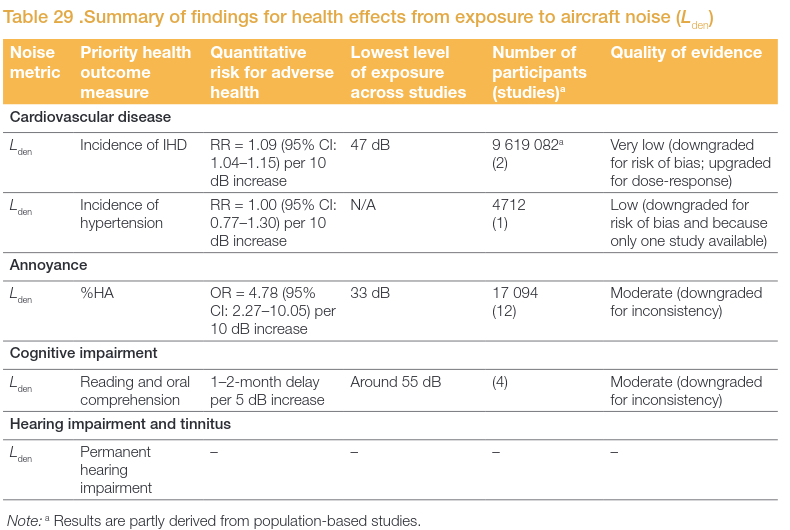 Table 29 .Summary of findings for health effects from exposure to aircraft noise (Lden)
Noise metric | Priority health outcome measure | Quantitative risk for adverse health | Lowest level of exposure across studies | Number of participants (studies)a | Quality of evidence
Cardiovascular disease
Lden | Incidence of IHD | RR = 1.09 (95% CI: 1.04–1.15) per 10 dB increase | 47 dB | 9 619 082a (2) | Very low (downgraded for risk of bias; upgraded for dose-response)
Lden | Incidence of hypertension | RR = 1.00 (95% CI: 0.77–1.30) per 10 dB increase | N/A | 4712 (1) | Low (downgraded for risk of bias and because only one study available)
Annoyance
Lden | %HA | OR = 4.78 (95% CI: 2.27–10.05) per 10 dB increase | 33 dB | 17 094 (12) | Moderate (downgraded for inconsistency)
Cognitive impairment
Lden | Reading and oral comprehension | 1–2-month delay per 5 dB increase | Around 55 dB | (4) | Moderate (downgraded for inconsistency)
Hearing impairment and tinnitus
Lden | Permanent hearing impairment | – | – | – | –
Note: a Results are partly derived from population-based studies.